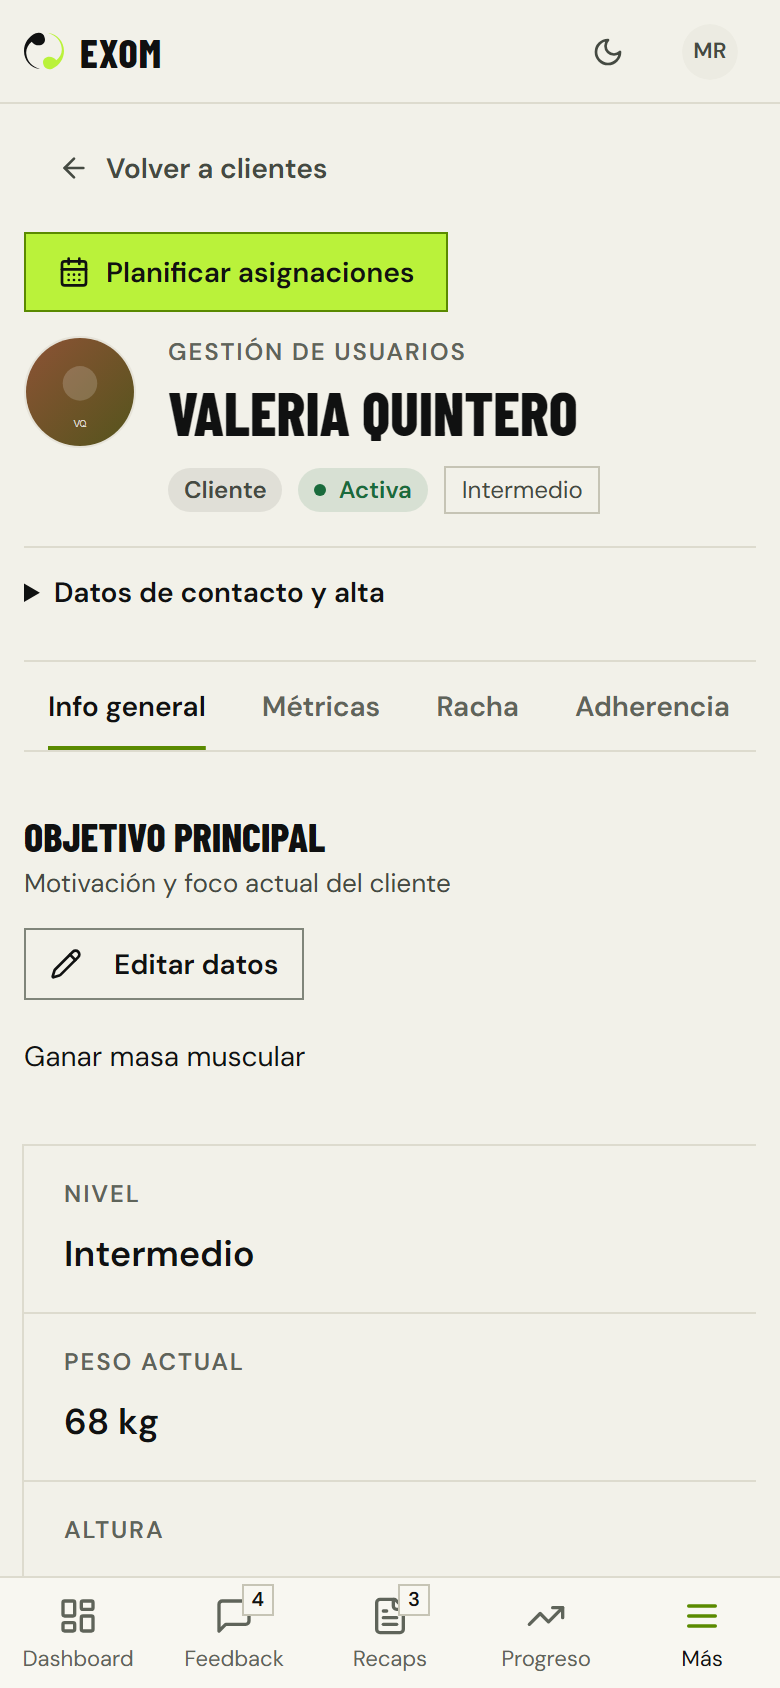 EXOM
MR
Volver a clientes
Planificar asignaciones
GESTIÓN DE USUARIOS
VALERIA QUINTERO
VQ
Cliente
Activa
Intermedio
Datos de contacto y alta
Info general
Métricas
Racha
Adherencia
OBJETIVO PRINCIPAL
Motivación y foco actual del cliente
Editar datos
Ganar masa muscular
NIVEL
Intermedio
PESO ACTUAL
68 kg
ALTURA
4
3
Dashboard
Feedback
Recaps
Progreso
Más